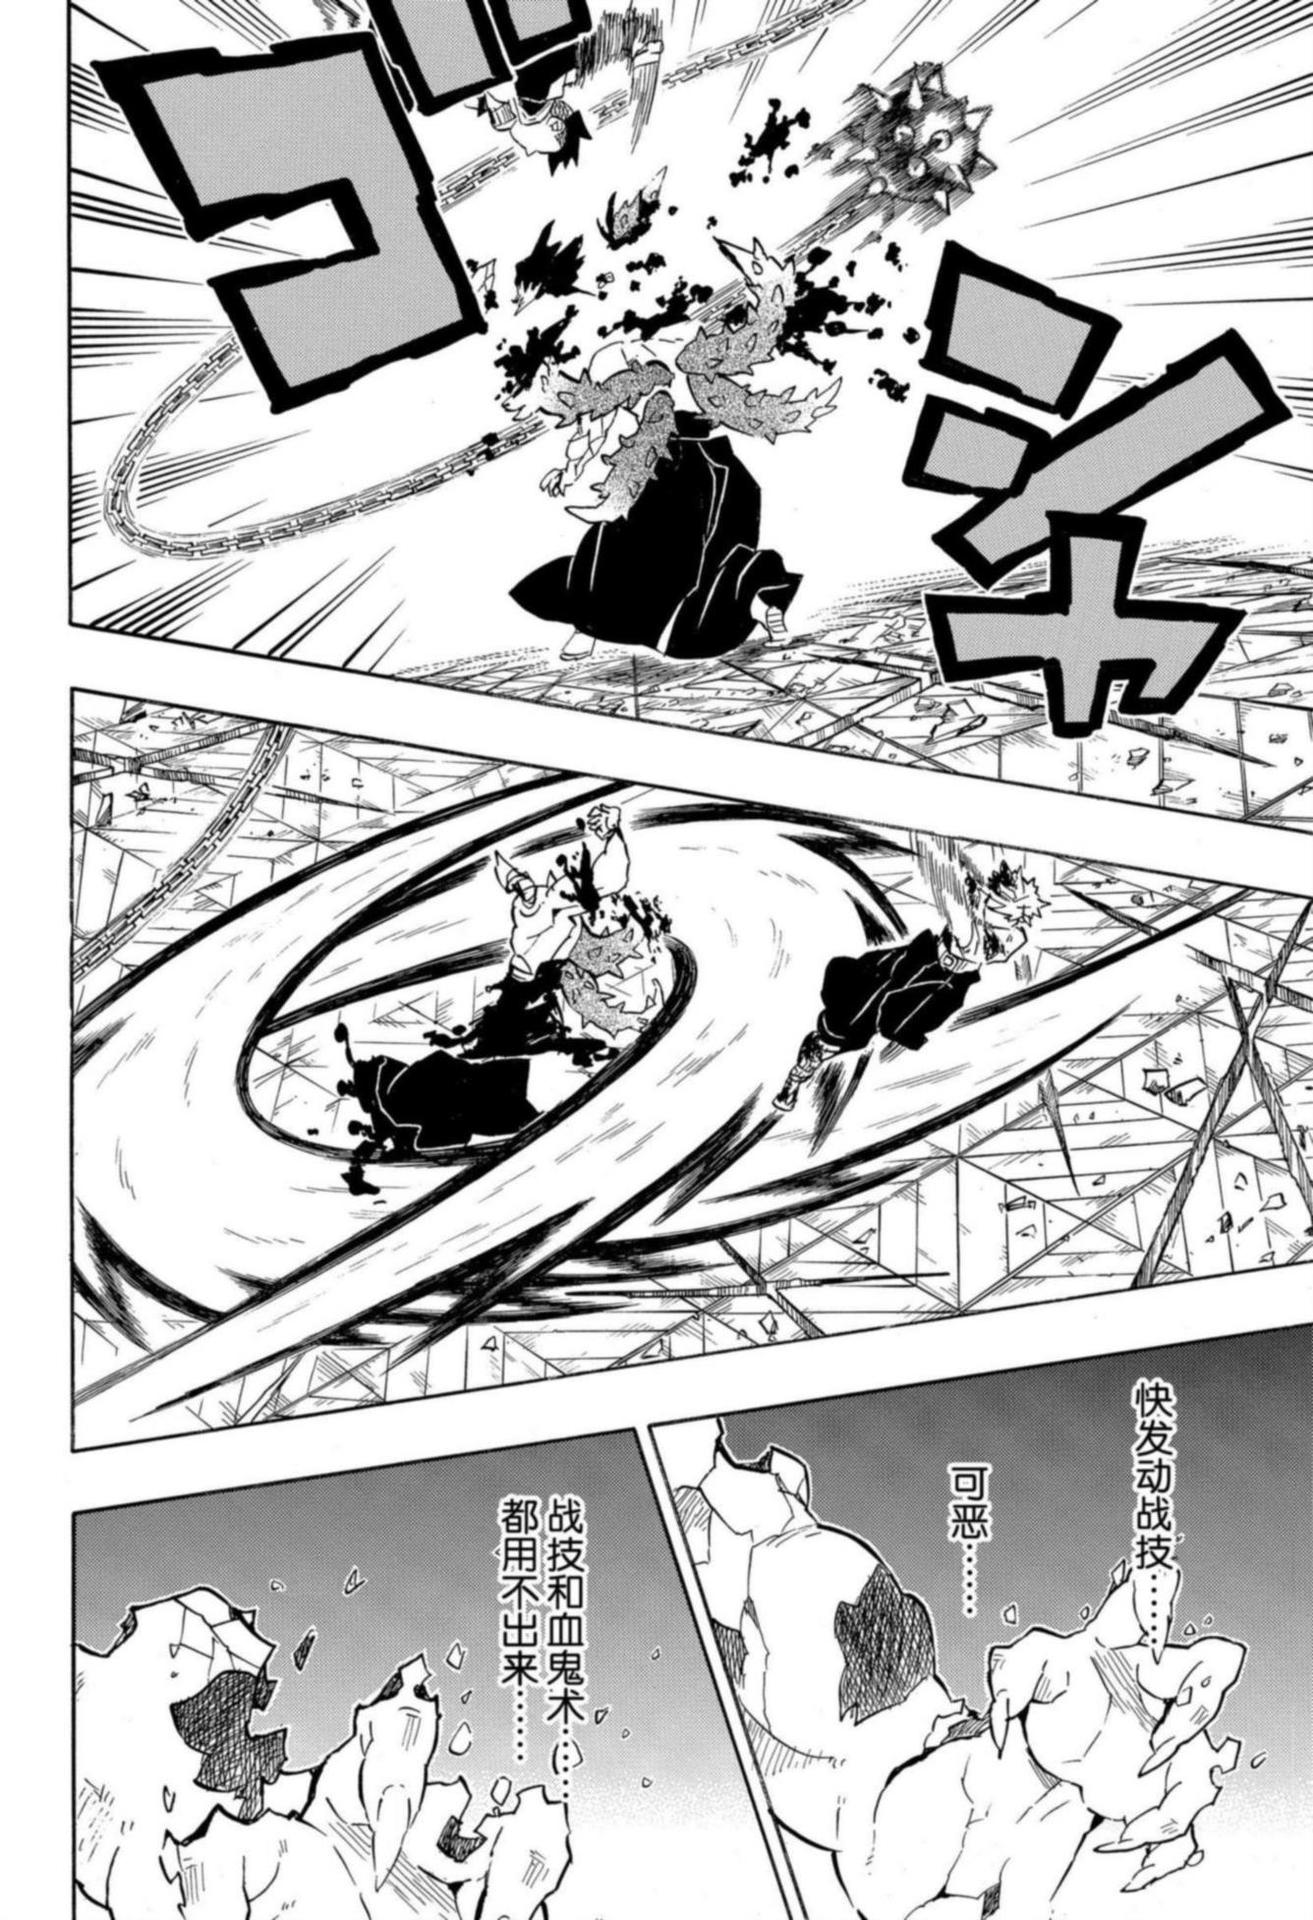 ゴ
シャ
快发动战技……
可恶……
战技和血鬼术……
都用不出来……